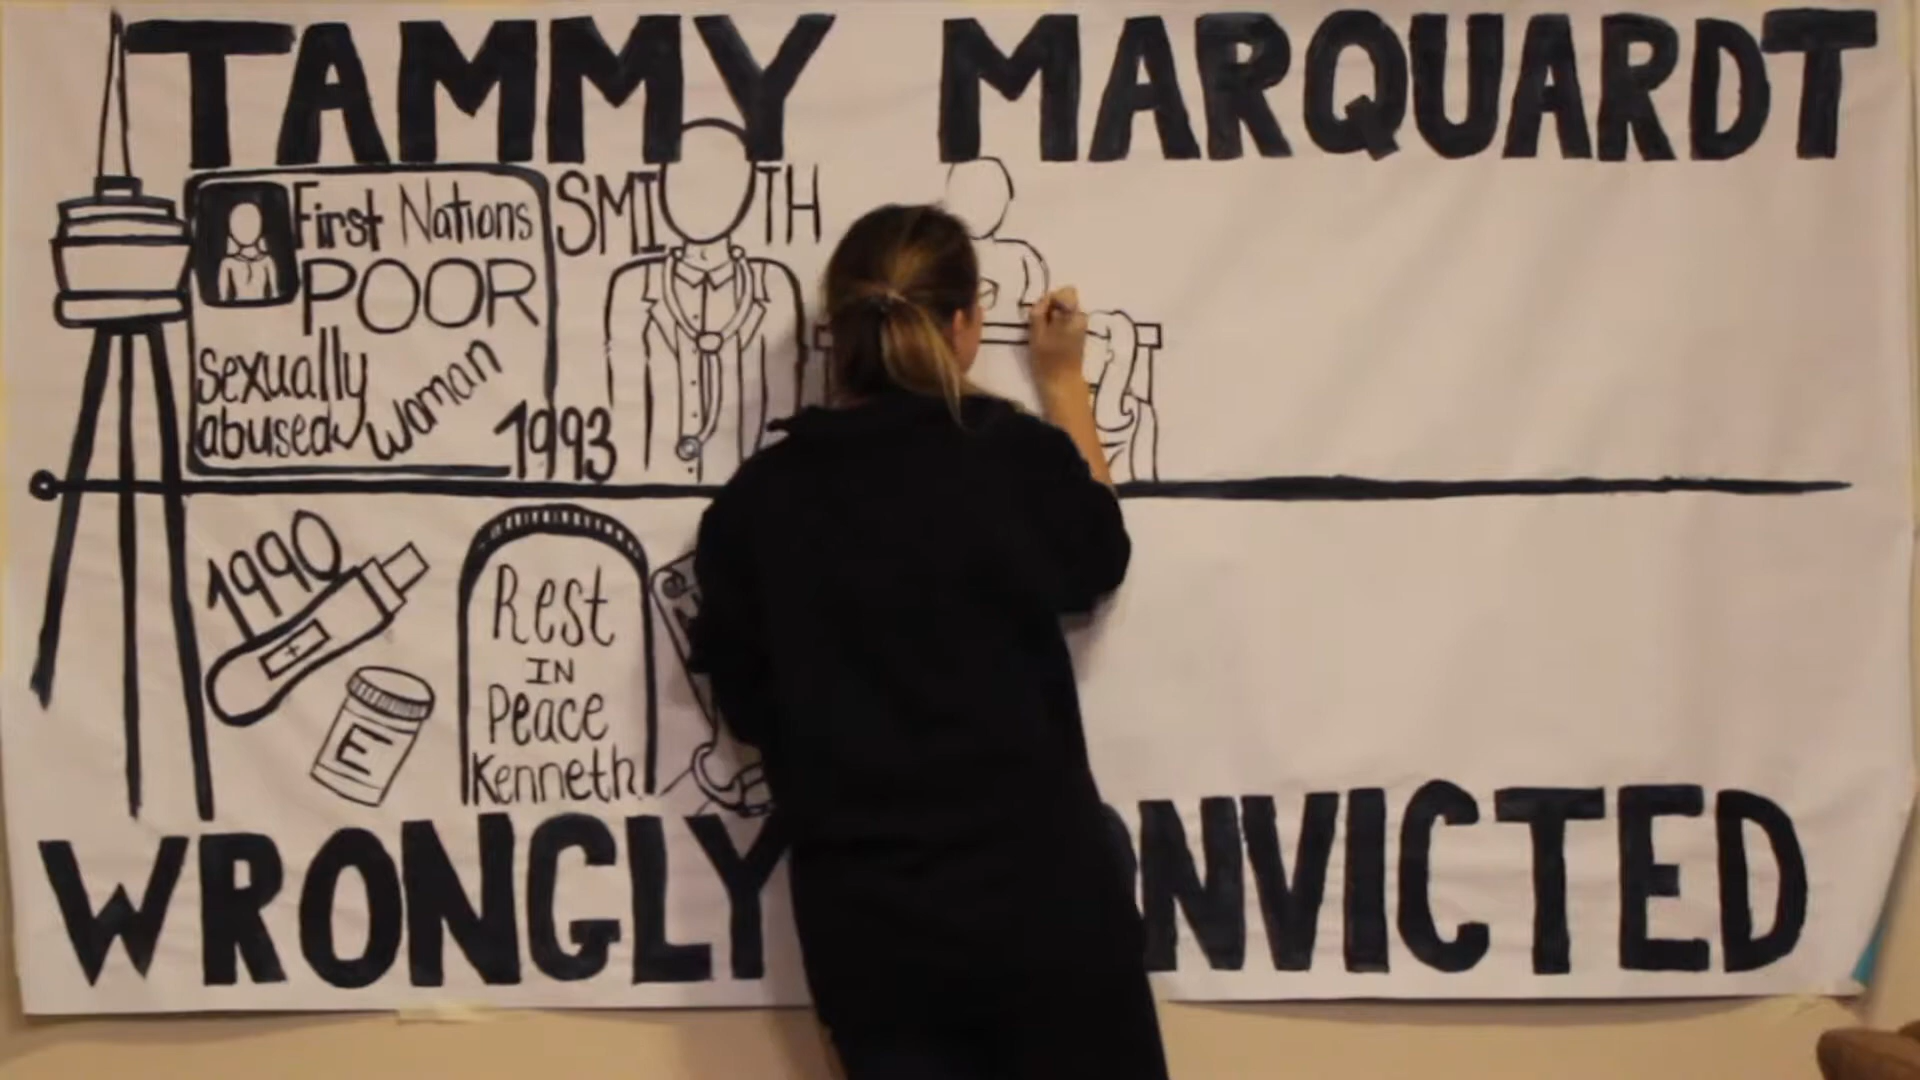 TAMMY MARQUARDT
First Nations
POOR
sexually
abused woman
1993
SMITH
1990
E
Rest
IN
Peace
Kenneth
WRONGLY NVICTED